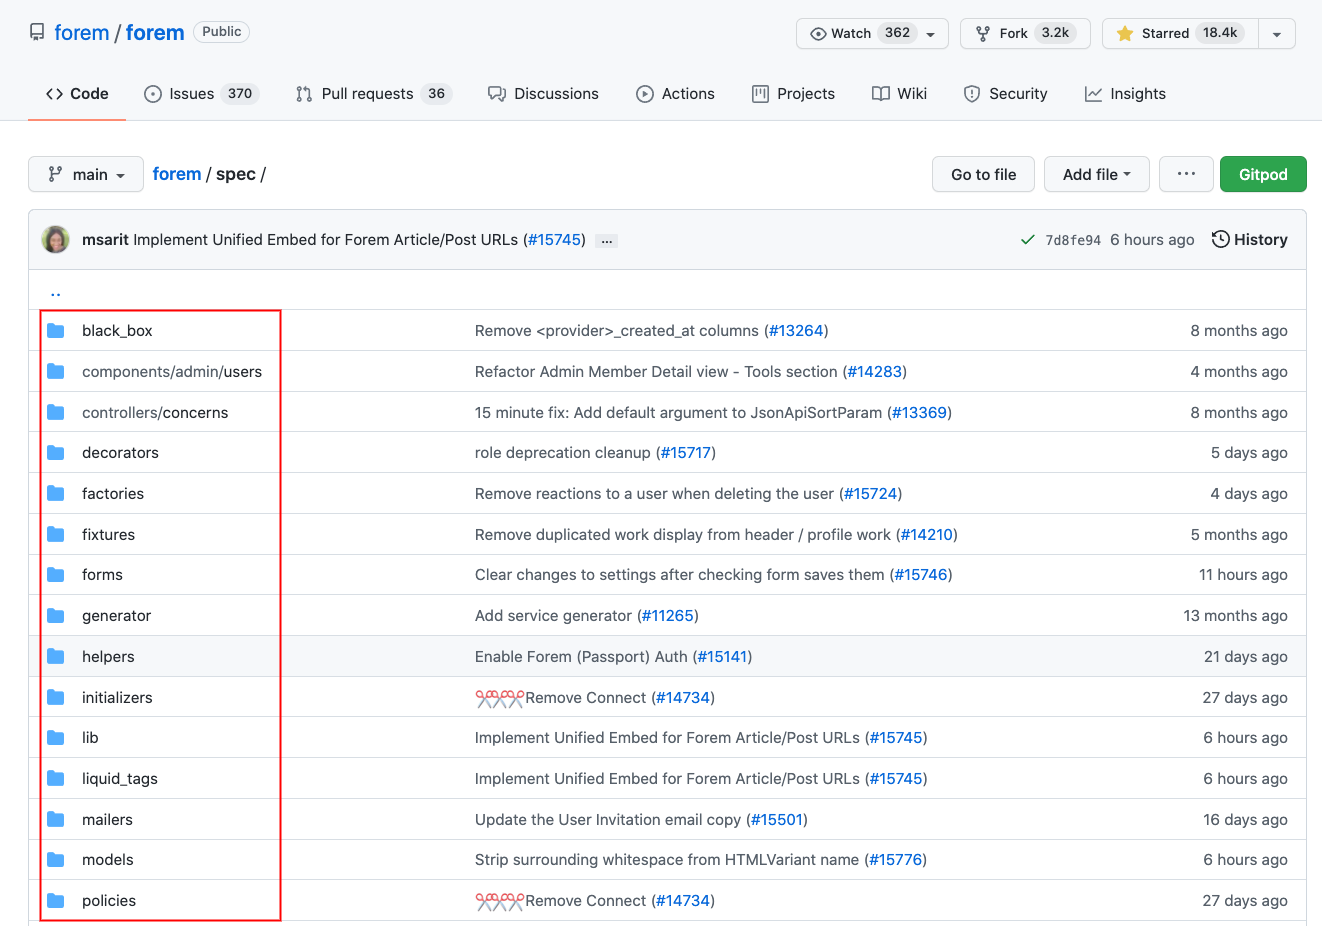 forem / forem Public Watch 362 Fork 3.2k Starred 18.4k
Code Issues 370 Pull requests 36 Discussions Actions Projects Wiki Security Insights
main forem / spec / Go to file Add file ... Gitpod
msarit Implement Unified Embed for Forem Article/Post URLs (#15745) ... 7d8fe94 6 hours ago History
..
black_box Remove <provider>_created_at columns (#13264) 8 months ago
components/admin/users Refactor Admin Member Detail view - Tools section (#14283) 4 months ago
controllers/concerns 15 minute fix: Add default argument to JsonApiSortParam (#13369) 8 months ago
decorators role deprecation cleanup (#15717) 5 days ago
factories Remove reactions to a user when deleting the user (#15724) 4 days ago
fixtures Remove duplicated work display from header / profile work (#14210) 5 months ago
forms Clear changes to settings after checking form saves them (#15746) 11 hours ago
generator Add service generator (#11265) 13 months ago
helpers Enable Forem (Passport) Auth (#15141) 21 days ago
initializers Remove Connect (#14734) 27 days ago
lib Implement Unified Embed for Forem Article/Post URLs (#15745) 6 hours ago
liquid_tags Implement Unified Embed for Forem Article/Post URLs (#15745) 6 hours ago
mailers Update the User Invitation email copy (#15501) 16 days ago
models Strip surrounding whitespace from HTMLVariant name (#15776) 6 hours ago
policies Remove Connect (#14734) 27 days ago